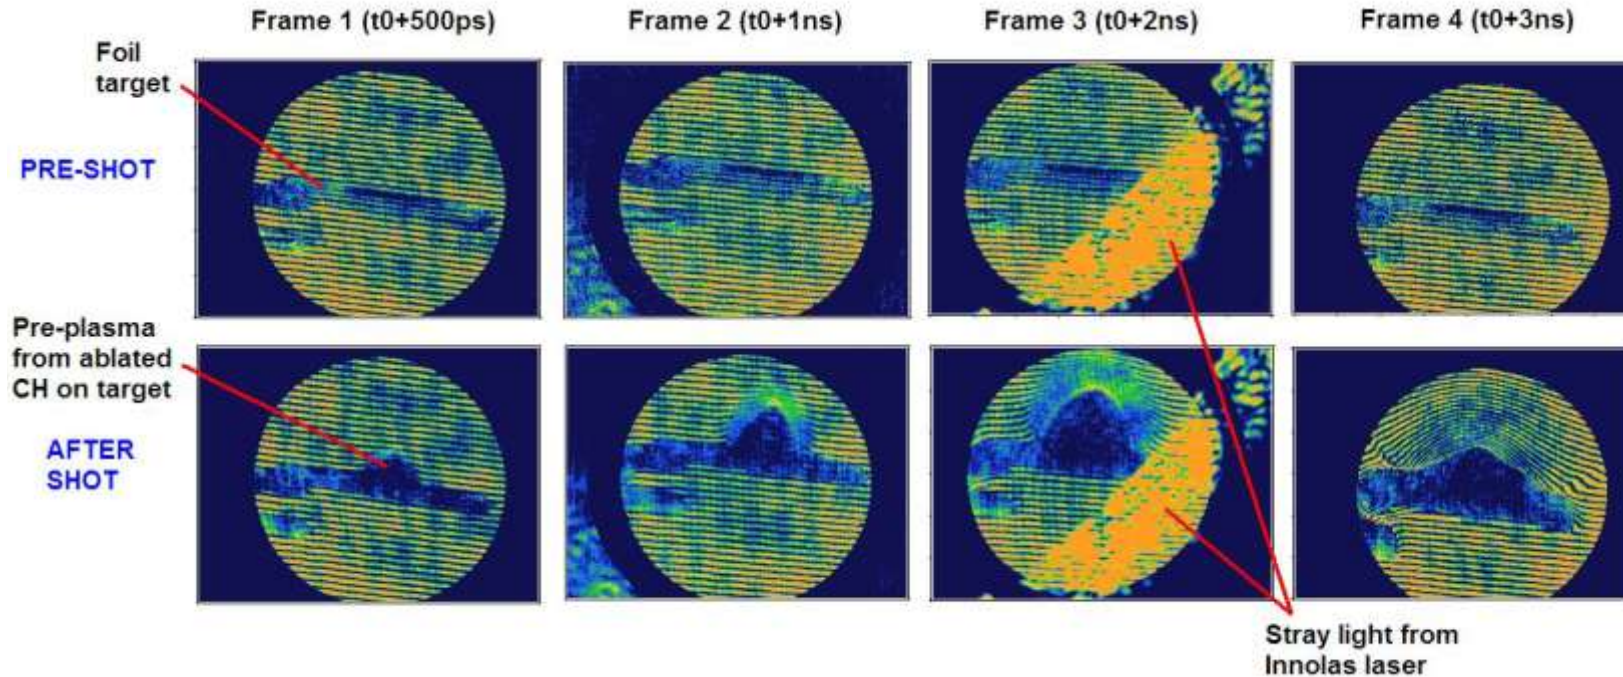 Frame 1 (t0+500ps)
Frame 2 (t0+1ns)
Frame 3 (t0+2ns)
Frame 4 (t0+3ns)
Foil
target
PRE-SHOT
Pre-plasma
from ablated
CH on target
AFTER
SHOT
Stray light from
Innolas laser